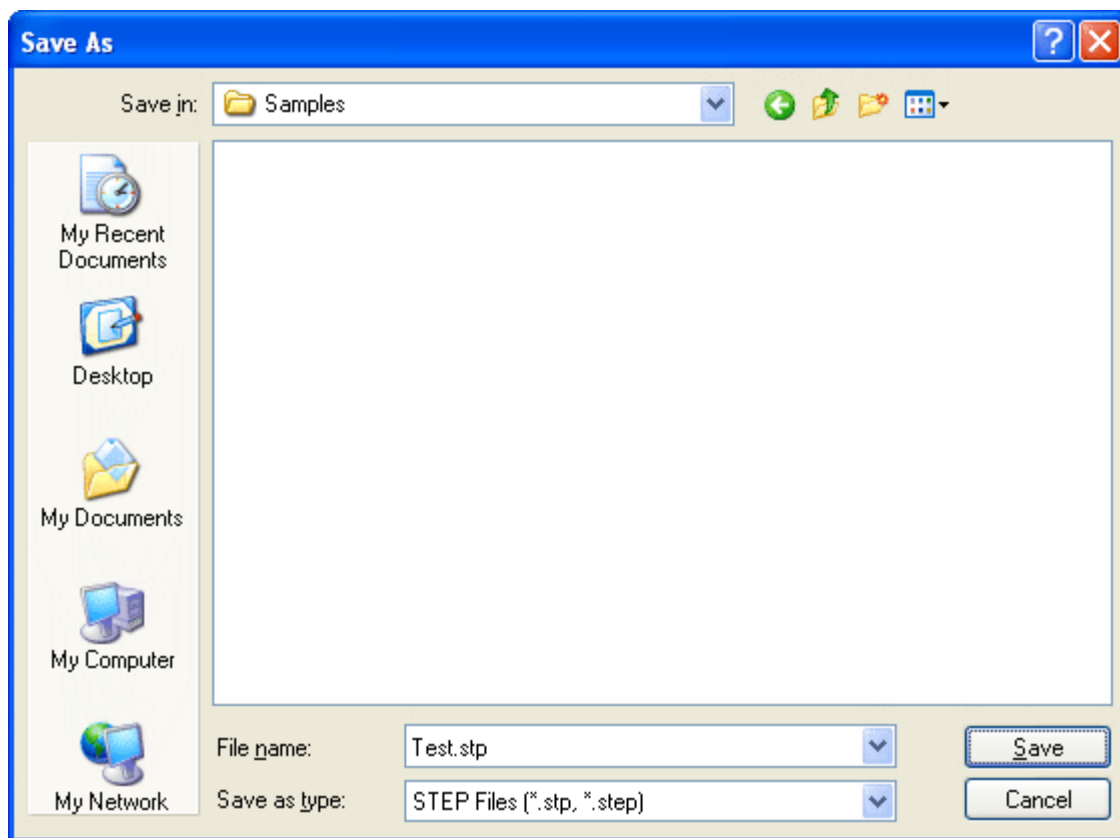 Save As
?
Save in:
Samples
My Recent
Documents
Desktop
My Documents
My Computer
My Network
File name:
Test.stp
Save
Save as type:
STEP Files (*.stp, *.step)
Cancel